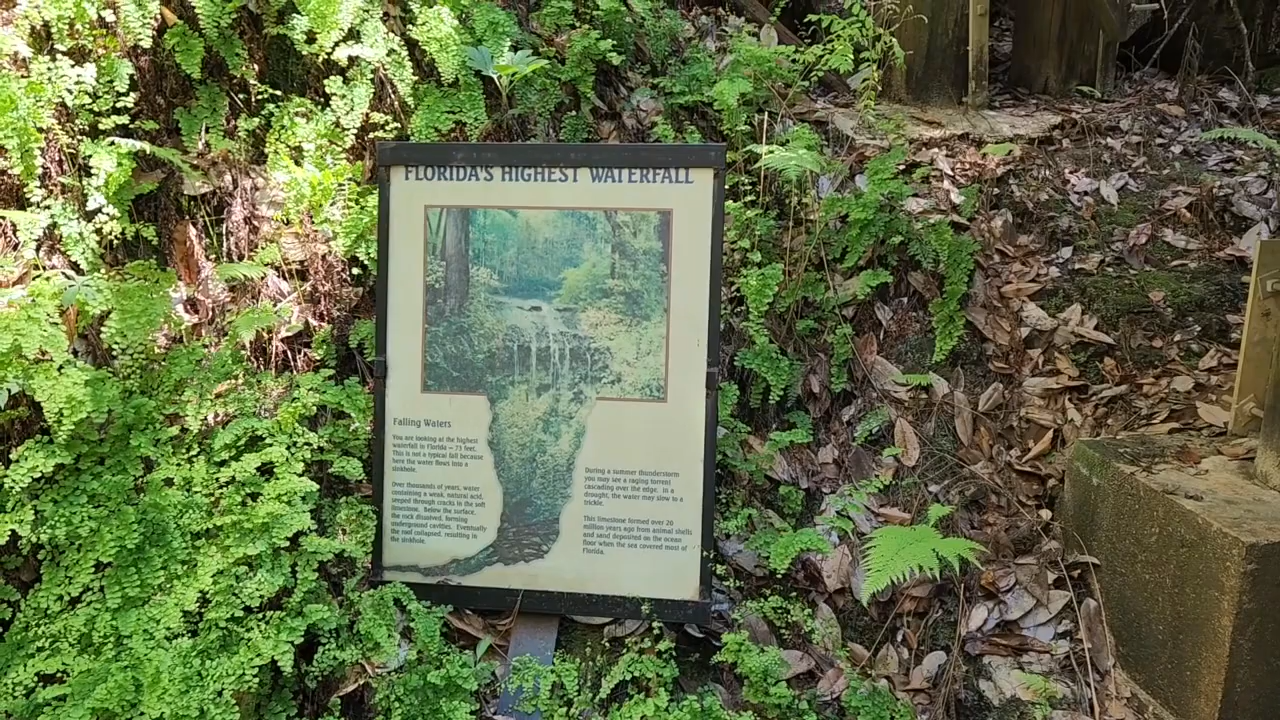 FLORIDA'S HIGHEST WATERFALL
Falling Waters
You are looking at the highest
waterfall in Florida — 73 feet.
This is not a typical fall because
here the water flows into a
sinkhole.
Over thousands of years, water
containing a weak, natural acid,
seeped through cracks in the soft
limestone. Below the surface,
the rock dissolved, forming
underground cavities. Eventually
the roof collapsed, resulting in
the sinkhole.
During a summer thunderstorm
you may see a raging torrent
cascading over the edge. In a
drought, the water may slow to a
trickle.
This limestone formed over 20
million years ago from animal shells
and sand deposited on the ocean
floor when the sea covered most of
Florida.